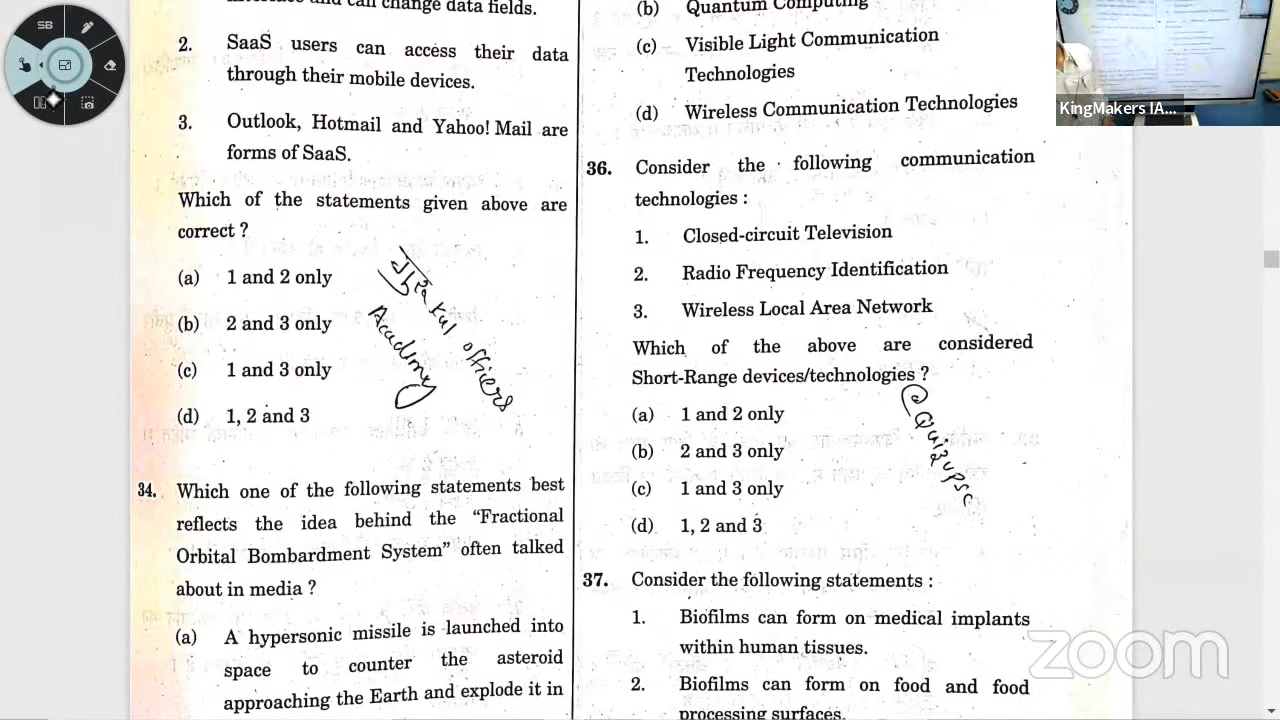 SB
interface and can change data fields.
2. SaaS users can access their data
through their mobile devices.
3. Outlook, Hotmail and Yahoo! Mail are
forms of SaaS.
Which of the statements given above are
correct ?
(a) 1 and 2 only
(b) 2 and 3 only
(c) 1 and 3 only
(d) 1, 2 and 3
officers
Academy
34. Which one of the following statements best
reflects the idea behind the “Fractional
Orbital Bombardment System” often talked
about in media ?
(a) A hypersonic missile is launched into
space to counter the asteroid
approaching the Earth and explode it in
(b) Quantum Computing
(c) Visible Light Communication
Technologies
(d) Wireless Communication Technologies
36. Consider the following communication
technologies :
1. Closed-circuit Television
2. Radio Frequency Identification
3. Wireless Local Area Network
Which of the above are considered
Short-Range devices/technologies ?
(a) 1 and 2 only
(b) 2 and 3 only
(c) 1 and 3 only
(d) 1, 2 and 3
@Quizupsc
37. Consider the following statements :
1. Biofilms can form on medical implants
within human tissues.
2. Biofilms can form on food and food
processing surfaces.
KingMakers IA...
zoom